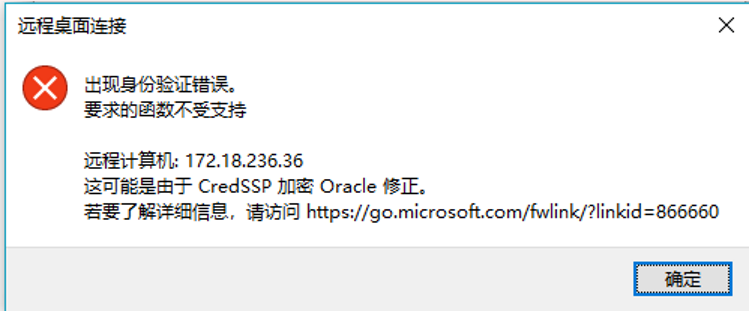 远程桌面连接
出现身份验证错误。
要求的函数不受支持
远程计算机: 172.18.236.36
这可能是由于 CredSSP 加密 Oracle 修正。
若要了解详细信息，请访问 https://go.microsoft.com/fwlink/?linkid=866660
确定